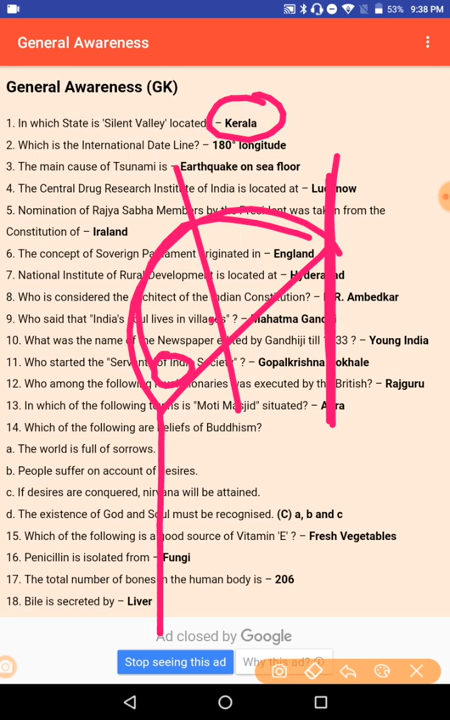 53% 9:38 PM
General Awareness
General Awareness (GK)
1. In which State is 'Silent Valley' located – Kerala
2. Which is the International Date Line? – 180° longitude
3. The main cause of Tsunami is – Earthquake on sea floor
4. The Central Drug Research Institute of India is located at – Lucknow
5. Nomination of Rajya Sabha Members by the President was taken from the
Constitution of – Iraland
6. The concept of Soverign Parliament originated in – England
7. National Institute of Rural Development is located at – Hyderabad
8. Who is considered the architect of the Indian Constitution? – B.R. Ambedkar
9. Who said that "India's soul lives in villages" ? – Mahatma Gandhi
10. What was the name of the Newspaper edited by Gandhiji till 1933 ? – Young India
11. Who started the "Servants of India Society" ? – Gopalkrishna Gokhale
12. Who among the following revolutionaries was executed by the British? – Rajguru
13. In which of the following towns is "Moti Masjid" situated? – Agra
14. Which of the following are beliefs of Buddhism?
a. The world is full of sorrows.
b. People suffer on account of desires.
c. If desires are conquered, nirvana will be attained.
d. The existence of God and Soul must be recognised. (C) a, b and c
15. Which of the following is a good source of Vitamin 'E' ? – Fresh Vegetables
16. Penicillin is isolated from – Fungi
17. The total number of bones in the human body is – 206
18. Bile is secreted by – Liver
Ad closed by Google
Stop seeing this ad Why this ad?